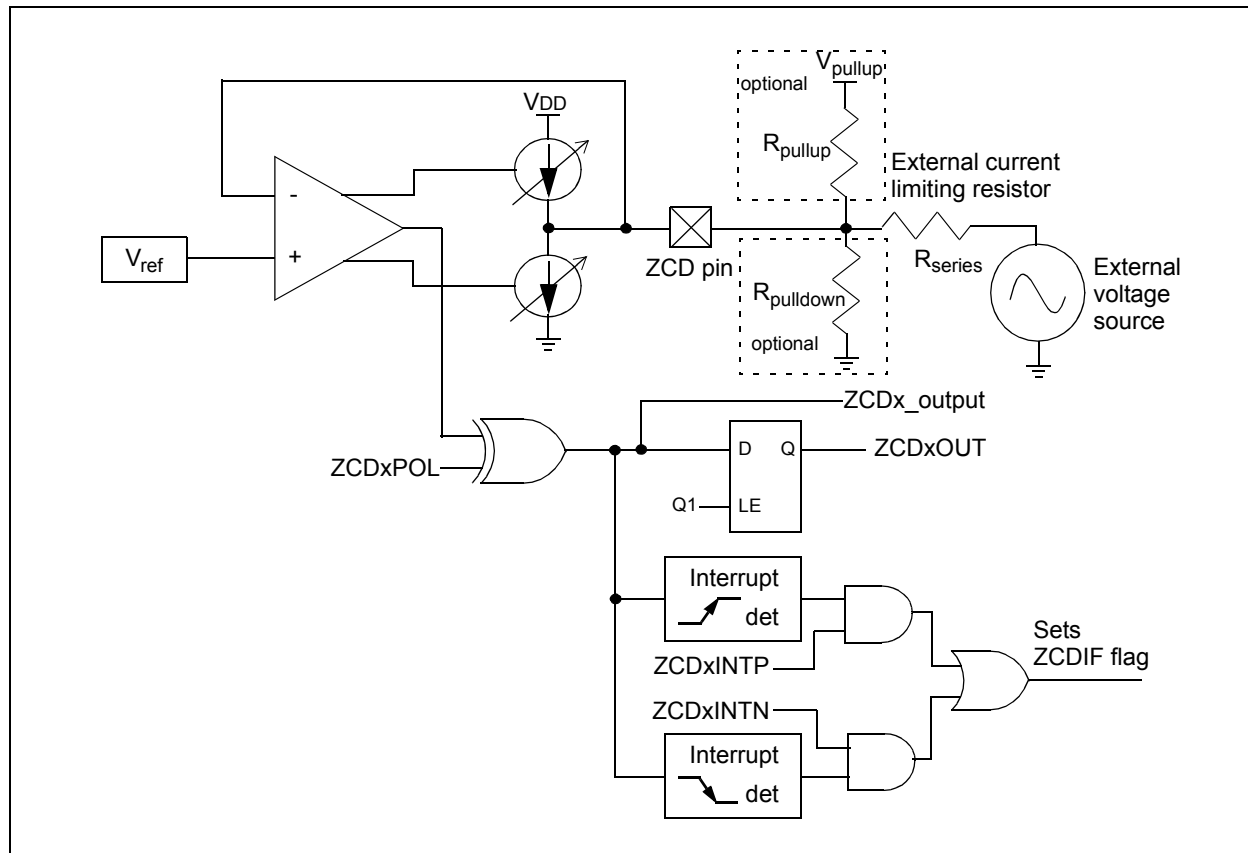 optional
Vpullup
VDD
Rpullup
External current
limiting resistor
-
Vref
+
ZCD pin
Rseries
Rpulldown
External
voltage
source
optional
ZCDx_output
D
Q
ZCDxOUT
ZCDxPOL
Q1
LE
Interrupt
det
Sets
ZCDIF flag
ZCDxINTP
ZCDxINTN
Interrupt
det